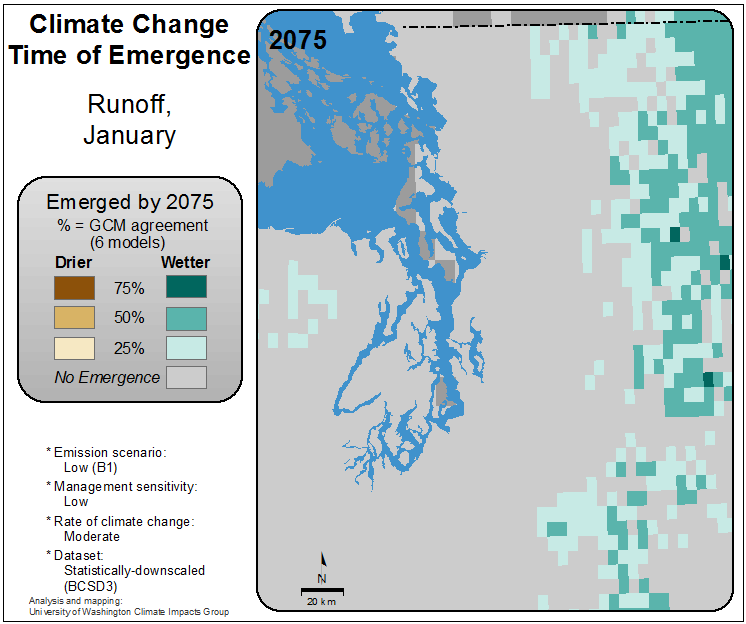 Climate Change
Time of Emergence
Runoff,
January
Emerged by 2075
% = GCM agreement
(6 models)
Drier Wetter
75%
50%
25%
No Emergence
* Emission scenario:
Low (B1)
* Management sensitivity:
Low
* Rate of climate change:
Moderate
* Dataset:
Statistically-downscaled
(BCSD3)
Analysis and mapping:
University of Washington Climate Impacts Group
2075
N
20 km